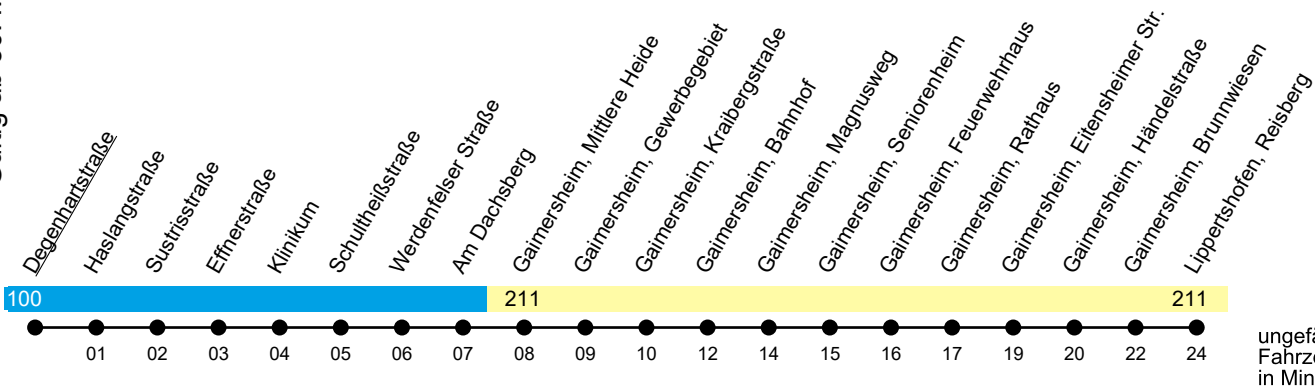 Degenhartstraße
Haslangstraße
Sustrisstraße
Effnerstraße
Klinikum
Schultheißstraße
Werdenfelser Straße
Am Dachsberg
Gaimersheim, Mittlere Heide
Gaimersheim, Gewerbegebiet
Gaimersheim, Kraibergstraße
Gaimersheim, Bahnhof
Gaimersheim, Magnusweg
Gaimersheim, Seniorenheim
Gaimersheim, Feuerwehrhaus
Gaimersheim, Rathaus
Gaimersheim, Eitensheimer Str.
Gaimersheim, Händelstraße
Gaimersheim, Brunnwiesen
Lippertshofen, Reisberg
100 211 211
01 02 03 04 05 06 07 08 09 10 12 14 15 16 17 19 20 22 24
in Min